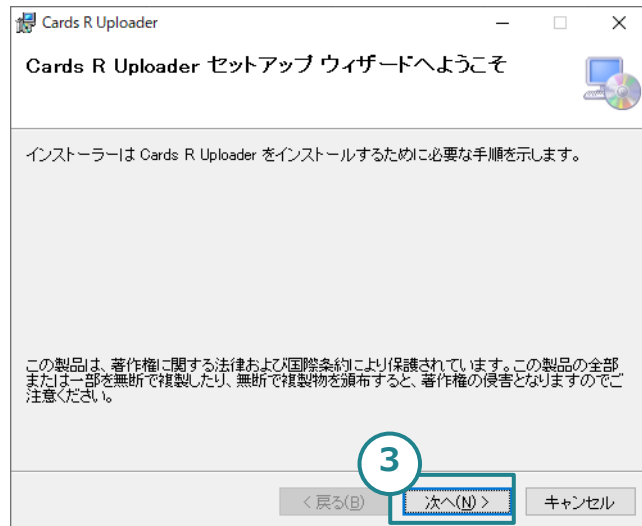 Cards R Uploader
Cards R Uploader セットアップ ウィザードへようこそ
インストーラーは Cards R Uploader をインストールするために必要な手順を示します。
この製品は、著作権に関する法律および国際条約により保護されています。この製品の全部
または一部を無断で複製したり、無断で複製物を頒布すると、著作権の侵害となりますのでご
注意ください。
3
< 戻る(B)
次へ(N) >
キャンセル